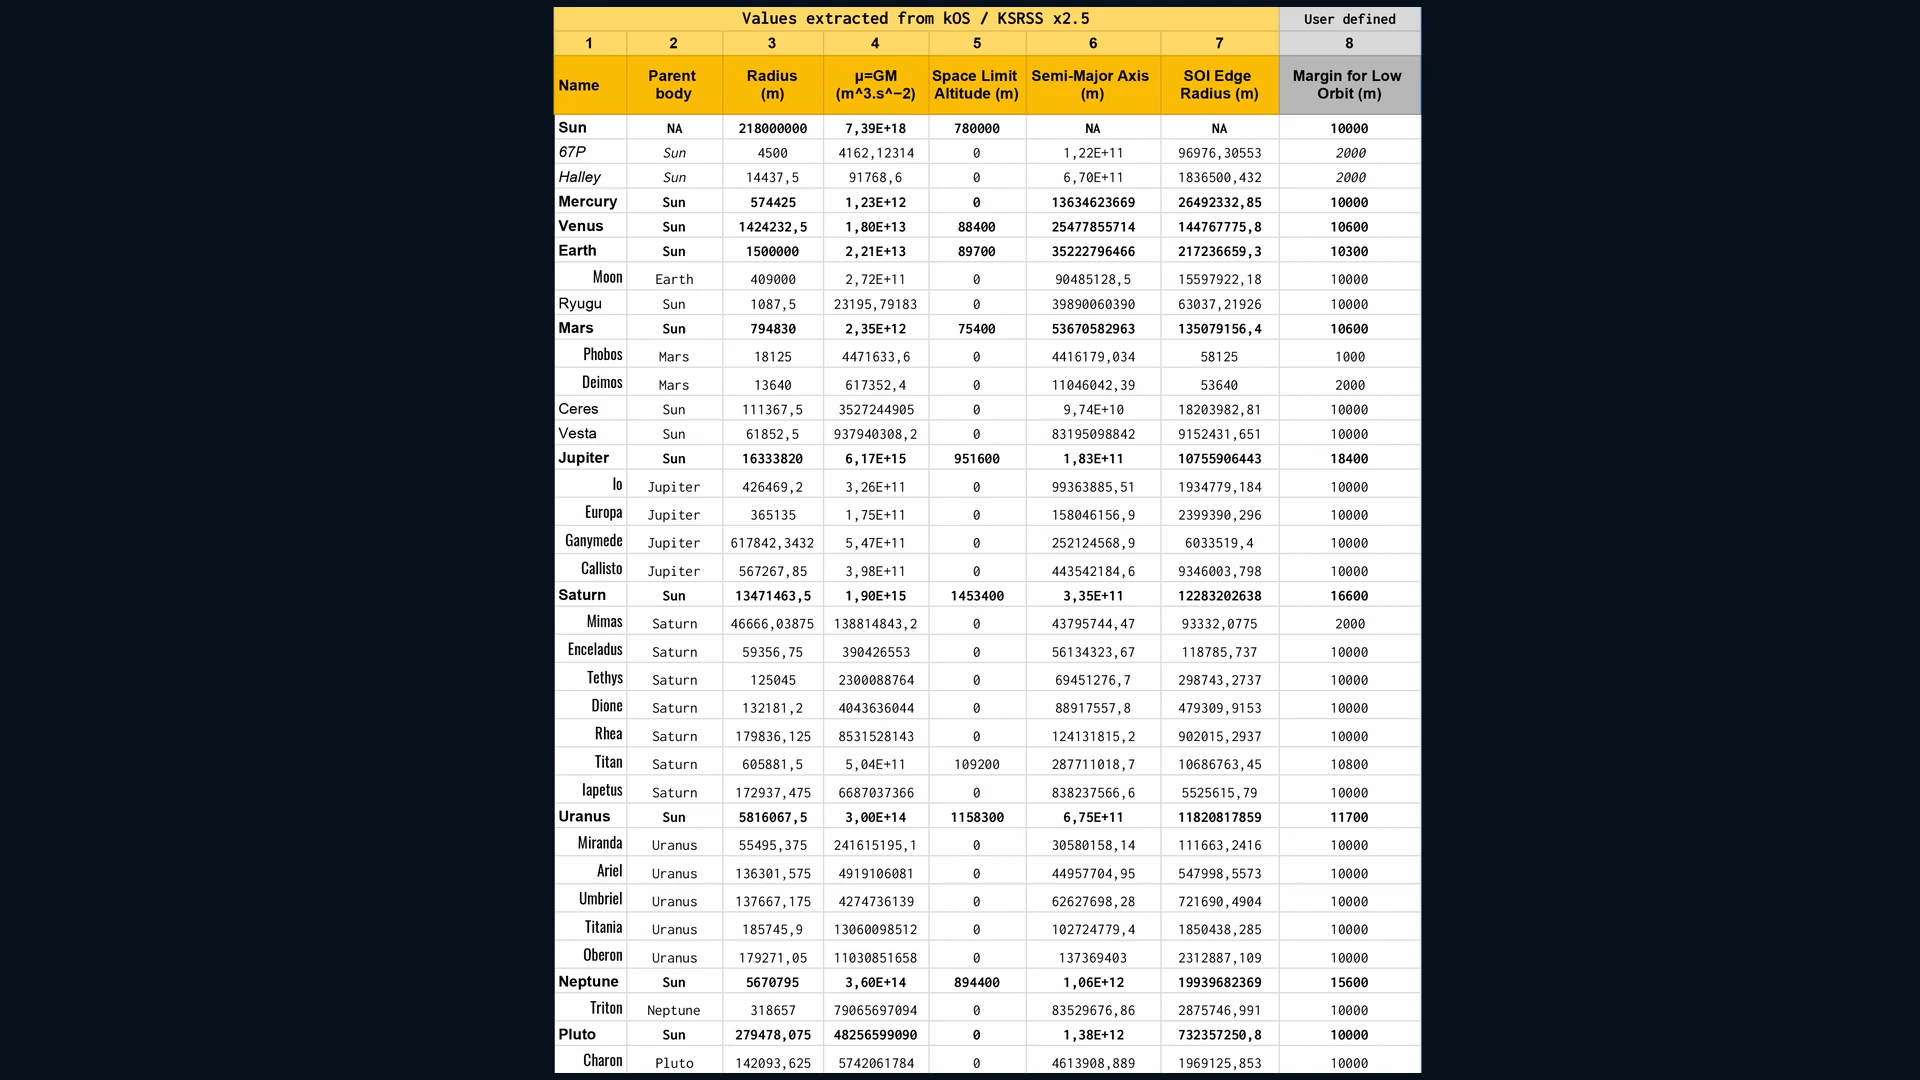 Values extracted from kOS / KSRSS x2.5 User defined
1 2 3 4 5 6 7 8
Name Parent body Radius (m) μ=GM (m^3.s^−2) Space Limit Altitude (m) Semi-Major Axis (m) SOI Edge Radius (m) Margin for Low Orbit (m)
Sun NA 218000000 7,39E+18 780000 NA NA 10000
67P Sun 4500 4162,12314 0 1,22E+11 96976,30553 2000
Halley Sun 14437,5 91768,6 0 6,70E+11 1836500,432 2000
Mercury Sun 574425 1,23E+12 0 13634623669 26492332,85 10000
Venus Sun 1424232,5 1,80E+13 88400 25477855714 144767775,8 10600
Earth Sun 1500000 2,21E+13 89700 35222796466 217236659,3 10300
Moon Earth 409000 2,72E+11 0 90485128,5 15597922,18 10000
Ryugu Sun 1087,5 23195,79183 0 39890060390 63037,21926 10000
Mars Sun 794830 2,35E+12 75400 53670582963 135079156,4 10600
Phobos Mars 18125 4471633,6 0 4416179,034 58125 1000
Deimos Mars 13640 617352,4 0 11046042,39 53640 2000
Ceres Sun 111367,5 3527244905 0 9,74E+10 18203982,81 10000
Vesta Sun 61852,5 937940308,2 0 83195098842 9152431,651 10000
Jupiter Sun 16333820 6,17E+15 951600 1,83E+11 10755906443 18400
Io Jupiter 426469,2 3,26E+11 0 99363885,51 1934779,184 10000
Europa Jupiter 365135 1,75E+11 0 158046156,9 2399390,296 10000
Ganymede Jupiter 617842,3432 5,47E+11 0 252124568,9 6033519,4 10000
Callisto Jupiter 567267,85 3,98E+11 0 443542184,6 9346003,798 10000
Saturn Sun 13471463,5 1,90E+15 1453400 3,35E+11 12283202638 16600
Mimas Saturn 46666,03875 138814843,2 0 43795744,47 93332,0775 2000
Enceladus Saturn 59356,75 390426553 0 56134323,67 118785,737 10000
Tethys Saturn 125045 2300088764 0 69451276,7 298743,2737 10000
Dione Saturn 132181,2 4043636044 0 88917557,8 479309,9153 10000
Rhea Saturn 179836,125 8531528143 0 124131815,2 902015,2937 10000
Titan Saturn 605881,5 5,04E+11 109200 287711018,7 10686763,45 10800
Iapetus Saturn 172937,475 6687037366 0 838237566,6 5525615,79 10000
Uranus Sun 5816067,5 3,00E+14 1158300 6,75E+11 11820817859 11700
Miranda Uranus 55495,375 241615195,1 0 30580158,14 111663,2416 10000
Ariel Uranus 136301,575 4919106081 0 44957704,95 547998,5573 10000
Umbriel Uranus 137667,175 4274736139 0 62627698,28 721690,4904 10000
Titania Uranus 185745,9 13060098512 0 102724779,4 1850438,285 10000
Oberon Uranus 179271,05 11030851658 0 137369403 2312887,109 10000
Neptune Sun 5670795 3,60E+14 894400 1,06E+12 19939682369 15600
Triton Neptune 318657 79065697094 0 83529676,86 2875746,991 10000
Pluto Sun 279478,075 48256599090 0 1,38E+12 732357250,8 10000
Charon Pluto 142093,625 5742061784 0 4613908,889 1969125,853 10000